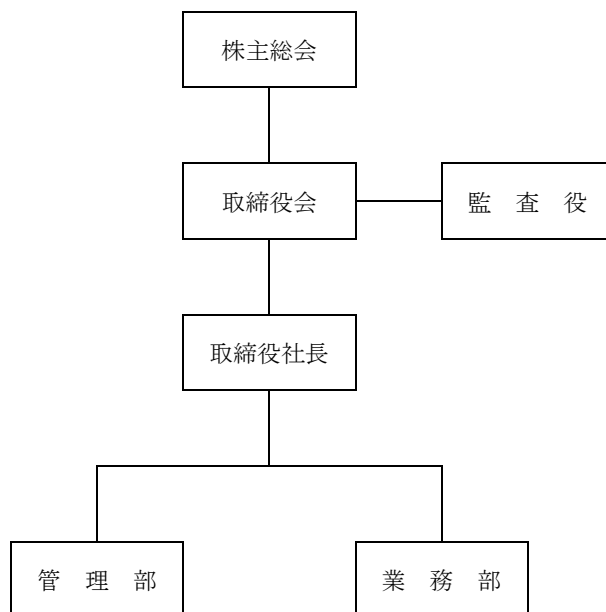 株主総会
取締役会
監　査　役
取締役社長
管　理　部
業　務　部